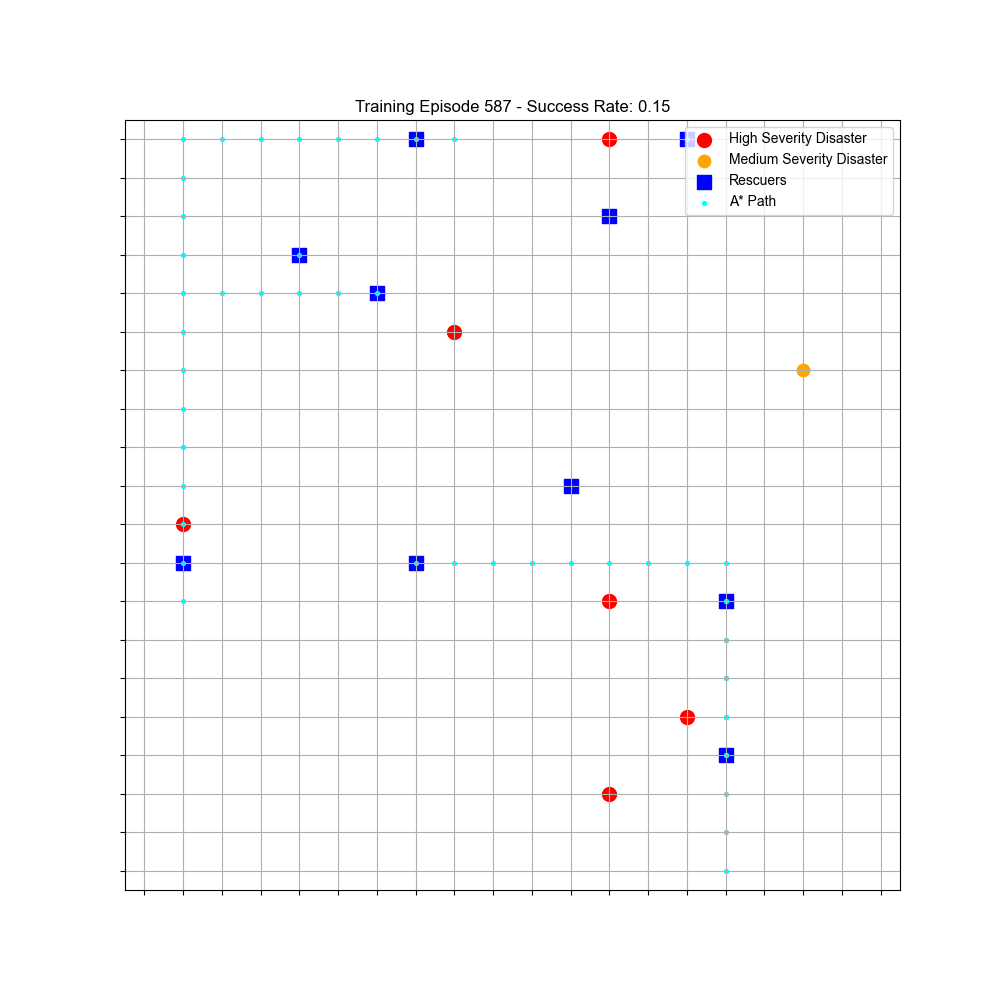 Training Episode 587 - Success Rate: 0.15
High Severity Disaster
Medium Severity Disaster
Rescuers
A* Path